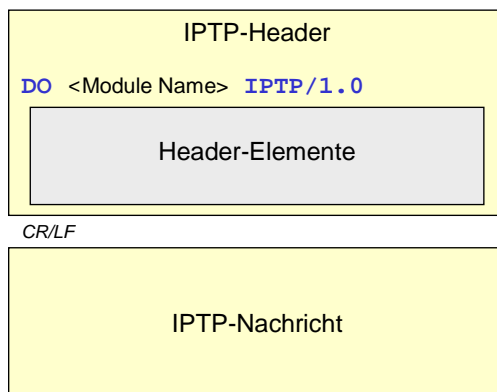 IPTP-Header
DO <Module Name> IPTP/1.0
Header-Elemente
CR/LF
IPTP-Nachricht